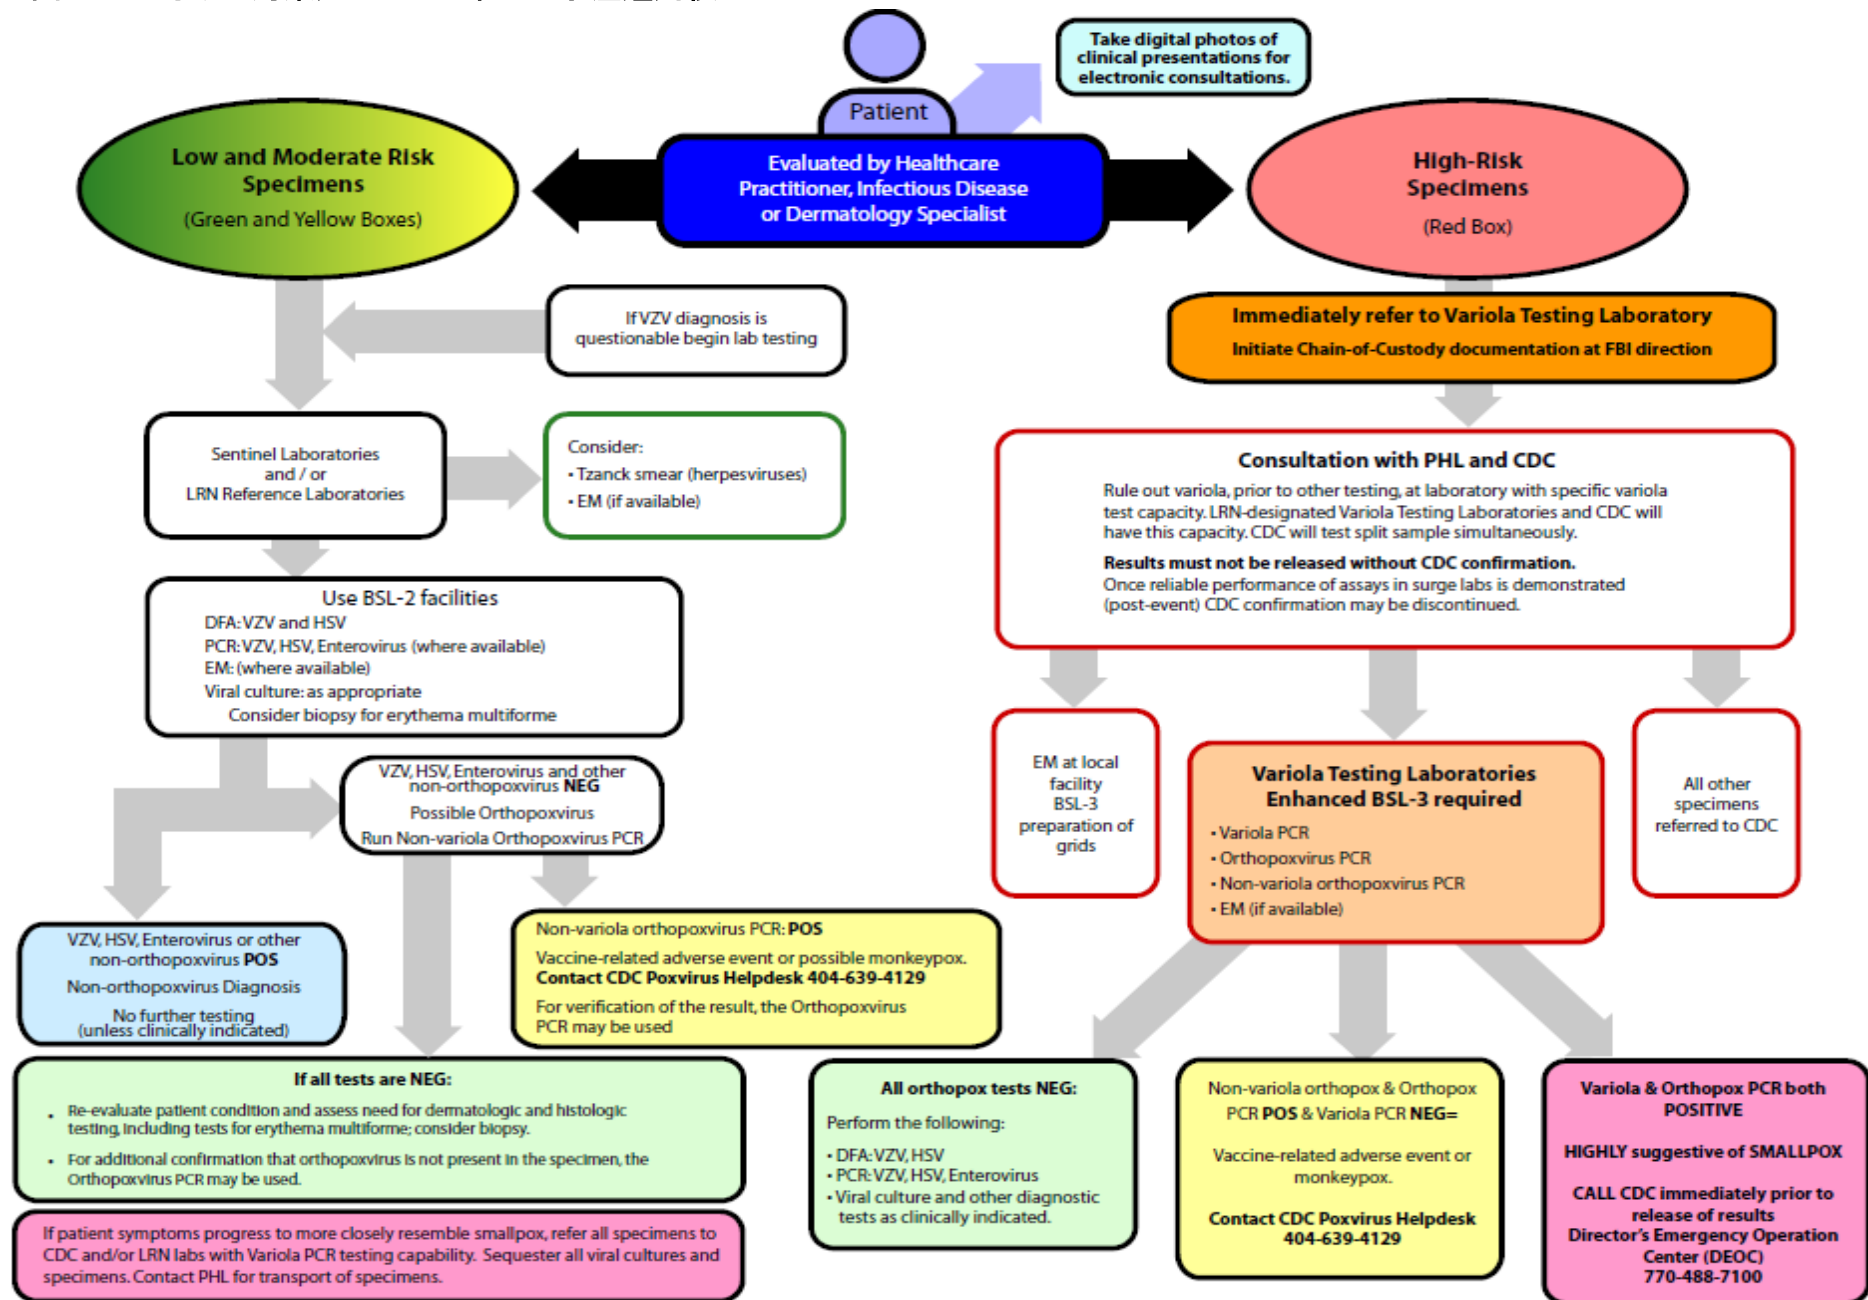 Take digital photos of
clinical presentations for
electronic consultations.
Patient
Evaluated by Healthcare
Practitioner, Infectious Disease
or Dermatology Specialist
Low and Moderate Risk
Specimens
(Green and Yellow Boxes)
High-Risk
Specimens
(Red Box)
If VZV diagnosis is
questionable begin lab testing
Sentinel Laboratories
and / or
LRN Reference Laboratories
Consider:
• Tzanck smear (herpesviruses)
• EM (if available)
Use BSL-2 facilities
DFA: VZV and HSV
PCR: VZV, HSV, Enterovirus (where available)
EM: (where available)
Viral culture: as appropriate
Consider biopsy for erythema multiforme
VZV, HSV, Enterovirus and other
non-orthopoxvirus NEG
Possible Orthopoxvirus
Run Non-variola Orthopoxvirus PCR
VZV, HSV, Enterovirus or other
non-orthopoxvirus POS
Non-orthopoxvirus Diagnosis
No further testing
(unless clinically indicated)
Non-variola orthopoxvirus PCR: POS
Vaccine-related adverse event or possible monkeypox.
Contact CDC Poxvirus Helpdesk 404-639-4129
For verification of the result, the Orthopoxvirus
PCR may be used
If all tests are NEG:
• Re-evaluate patient condition and assess need for dermatologic and histologic
testing, including tests for erythema multiforme; consider biopsy.
• For additional confirmation that orthopoxvirus is not present in the specimen, the
Orthopoxvirus PCR may be used.
If patient symptoms progress to more closely resemble smallpox, refer all specimens to
CDC and/or LRN labs with Variola PCR testing capability. Sequester all viral cultures and
specimens. Contact PHL for transport of specimens.
Immediately refer to Variola Testing Laboratory
Initiate Chain-of-Custody documentation at FBI direction
Consultation with PHL and CDC
Rule out variola, prior to other testing, at laboratory with specific variola
test capacity. LRN-designated Variola Testing Laboratories and CDC will
have this capacity. CDC will test split sample simultaneously.
Results must not be released without CDC confirmation.
Once reliable performance of assays in surge labs is demonstrated
(post-event) CDC confirmation may be discontinued.
EM at local
facility
BSL-3
preparation of
grids
Variola Testing Laboratories
Enhanced BSL-3 required
• Variola PCR
• Orthopoxvirus PCR
• Non-variola orthopoxvirus PCR
• EM (if available)
All other
specimens
referred to CDC
All orthopox tests NEG:
Perform the following:
• DFA: VZV, HSV
• PCR: VZV, HSV, Enterovirus
• Viral culture and other diagnostic
tests as clinically indicated.
Non-variola orthopox & Orthopox
PCR POS & Variola PCR NEG=
Vaccine-related adverse event or
monkeypox.
Contact CDC Poxvirus Helpdesk
404-639-4129
Variola & Orthopox PCR both
POSITIVE
HIGHLY suggestive of SMALLPOX
CALL CDC immediately prior to
release of results
Director's Emergency Operation
Center (DEOC)
770-488-7100